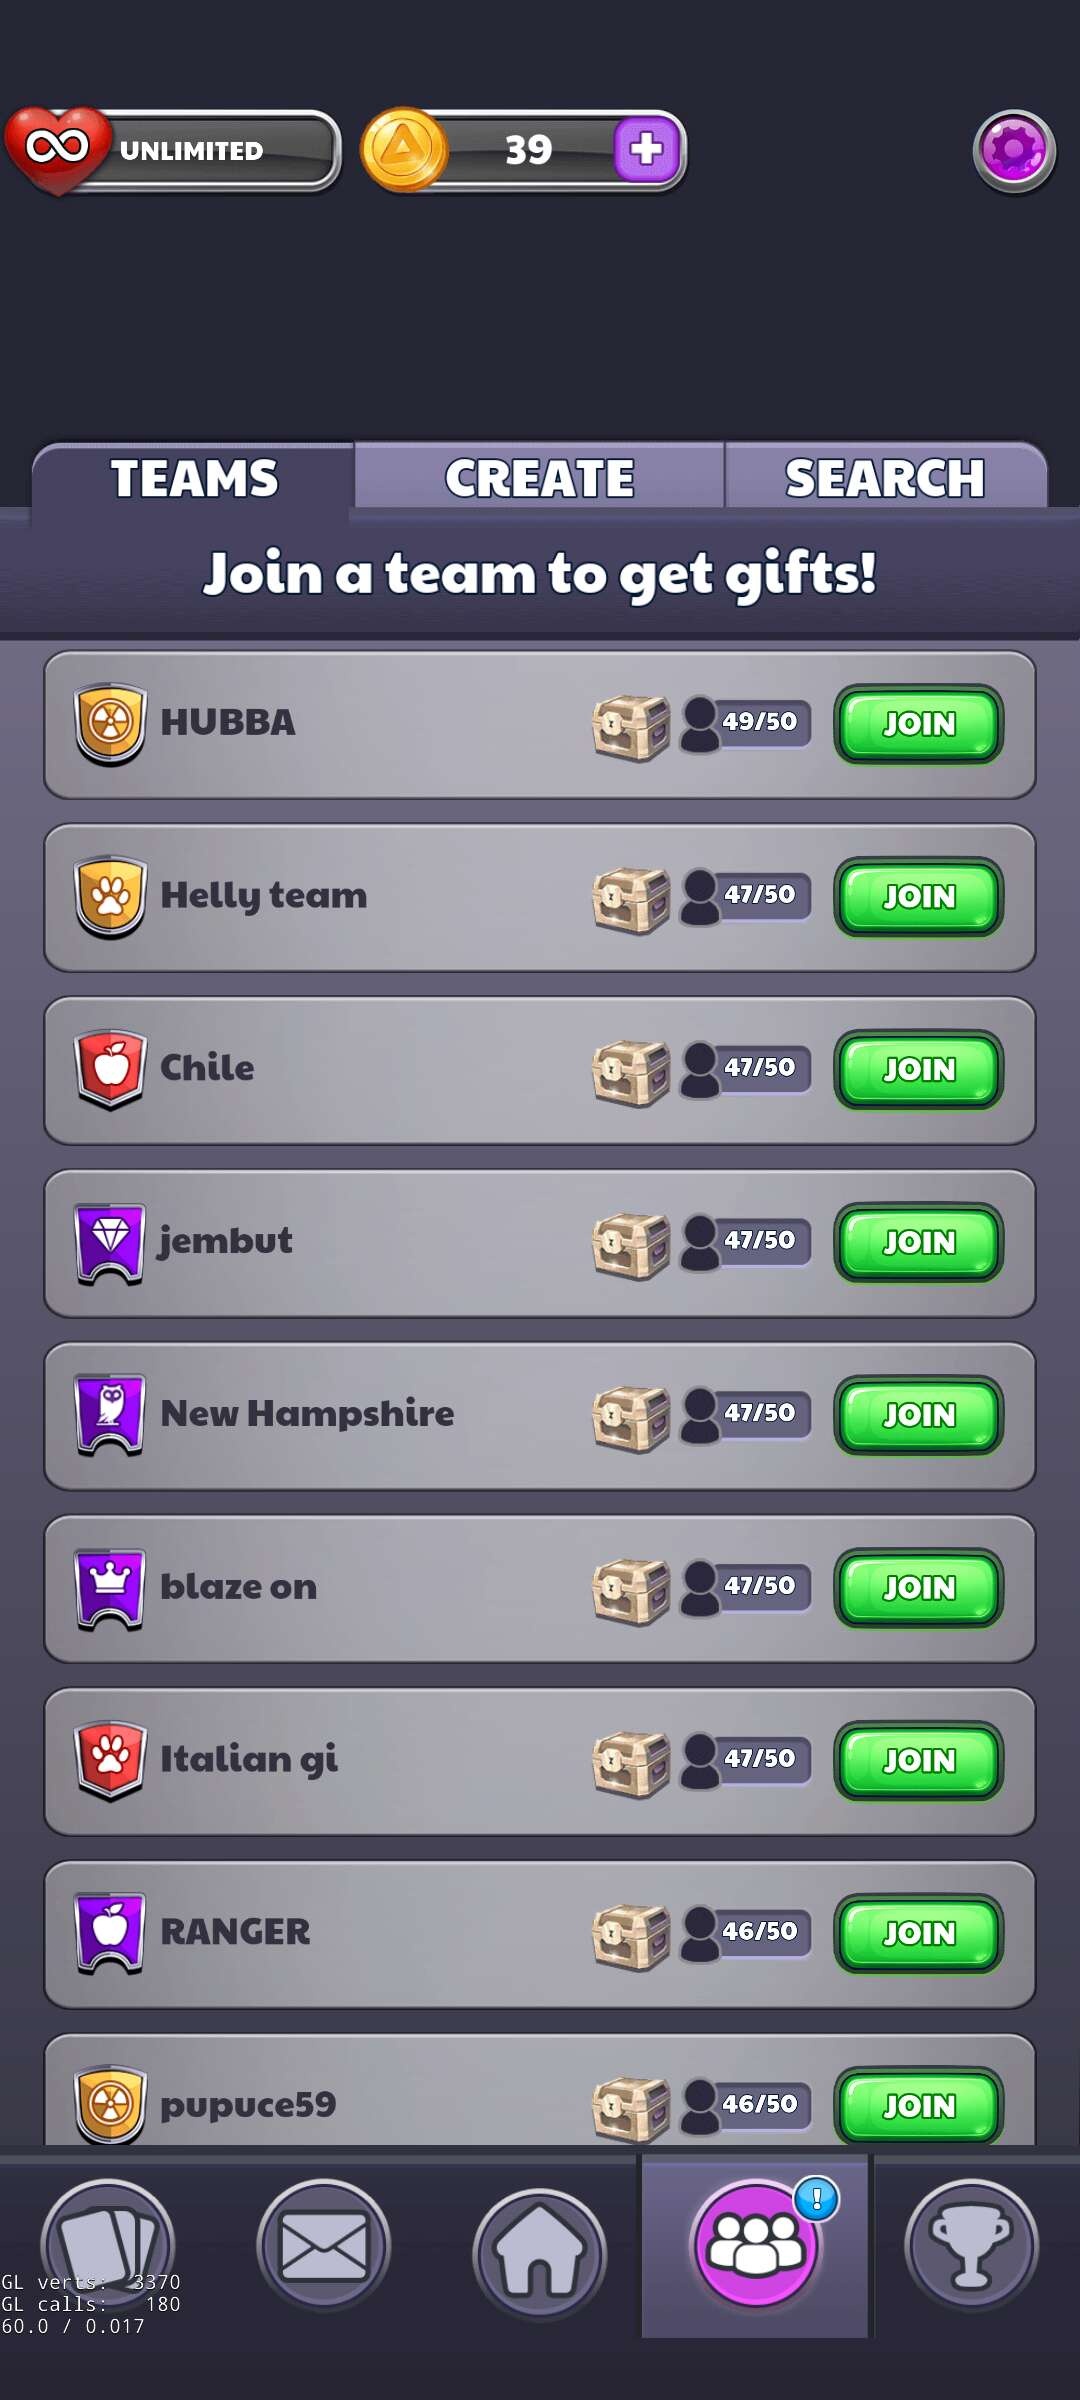 UNLIMITED
39
TEAMS
CREATE
SEARCH
Join a team to get gifts!
HUBBA
49/50
JOIN
Helly team
47/50
JOIN
Chile
47/50
JOIN
jembut
47/50
JOIN
New Hampshire
47/50
JOIN
blaze on
47/50
JOIN
Italian gi
47/50
JOIN
RANGER
46/50
JOIN
pupuce59
46/50
JOIN
!
GL verts: 3370
GL calls: 180
60.0 / 0.017